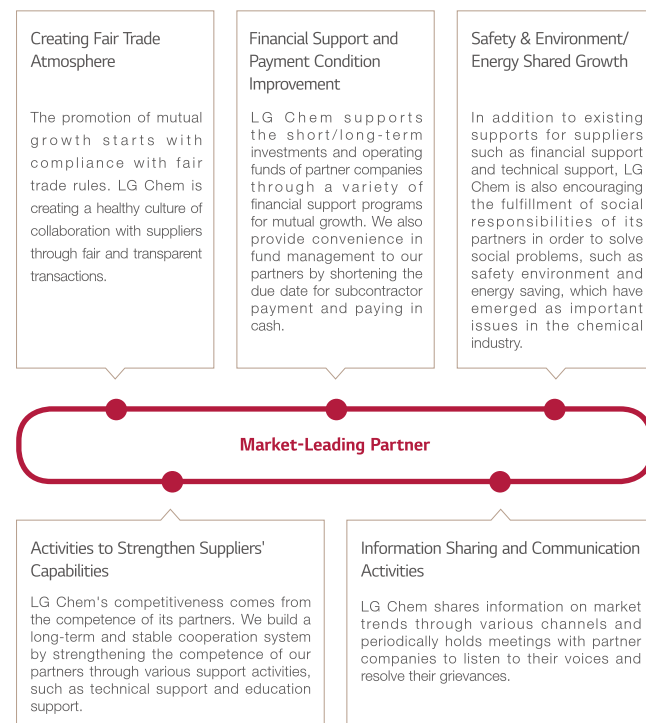 Creating Fair Trade
Atmosphere
The promotion of mutual
growth starts with
compliance with fair
trade rules. LG Chem is
creating a healthy culture of
collaboration with suppliers
through fair and transparent
transactions.
Financial Support and
Payment Condition
Improvement
LG Chem supports
the short/long-term
investments and operating
funds of partner companies
through a variety of
financial support programs
for mutual growth. We also
provide convenience in
fund management to our
partners by shortening the
due date for subcontractor
payment and paying in
cash.
Safety & Environment/
Energy Shared Growth
In addition to existing
supports for suppliers
such as financial support
and technical support, LG
Chem is also encouraging
the fulfillment of social
responsibilities of its
partners in order to solve
social problems, such as
safety environment and
energy saving, which have
emerged as important
issues in the chemical
industry.
Market-Leading Partner
Activities to Strengthen Suppliers'
Capabilities
LG Chem's competitiveness comes from
the competence of its partners. We build a
long-term and stable cooperation system
by strengthening the competence of our
partners through various support activities,
such as technical support and education
support.
Information Sharing and Communication
Activities
LG Chem shares information on market
trends through various channels and
periodically holds meetings with partner
companies to listen to their voices and
resolve their grievances.